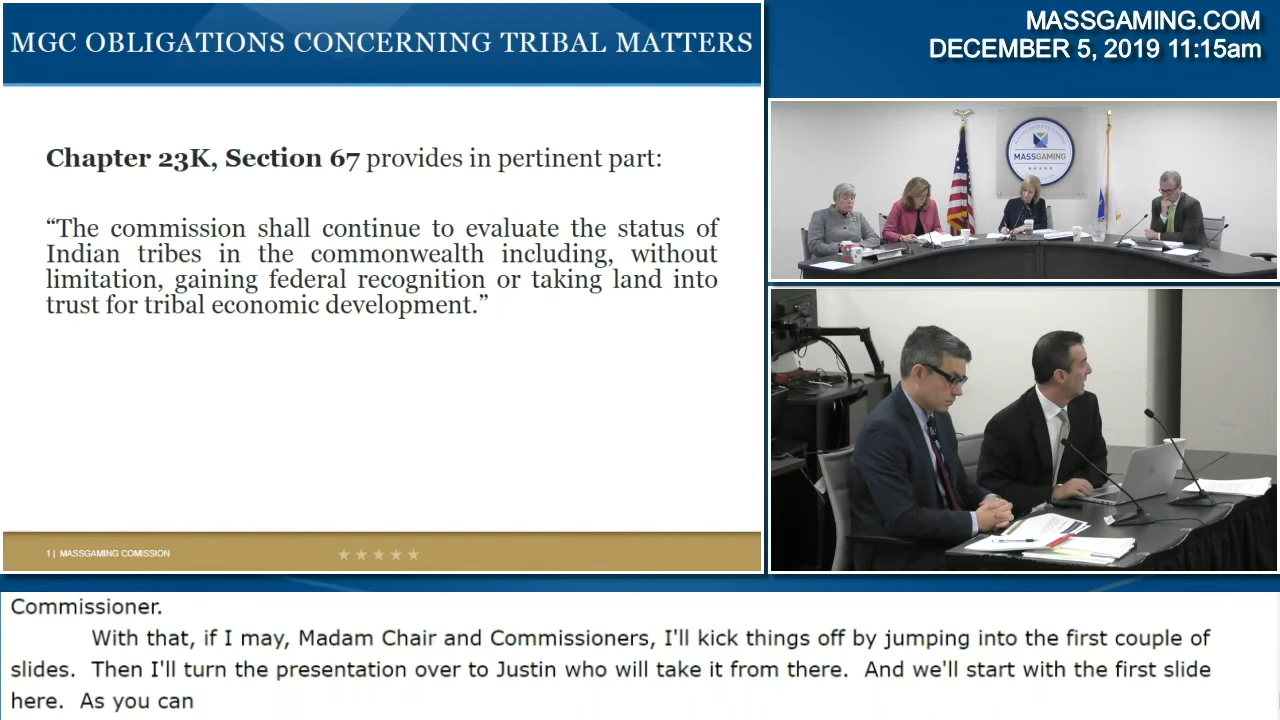 MGC OBLIGATIONS CONCERNING TRIBAL MATTERS
Chapter 23K, Section 67 provides in pertinent part:
“The commission shall continue to evaluate the status of
Indian tribes in the commonwealth including, without
limitation, gaining federal recognition or taking land into
trust for tribal economic development.”
1 | MASSGAMING COMISSION
MASSGAMING.COM
DECEMBER 5, 2019 11:15am
MASSGAMING
Commissioner.
With that, if I may, Madam Chair and Commissioners, I'll kick things off by jumping into the first couple of
slides. Then I'll turn the presentation over to Justin who will take it from there. And we'll start with the first slide
here. As you can